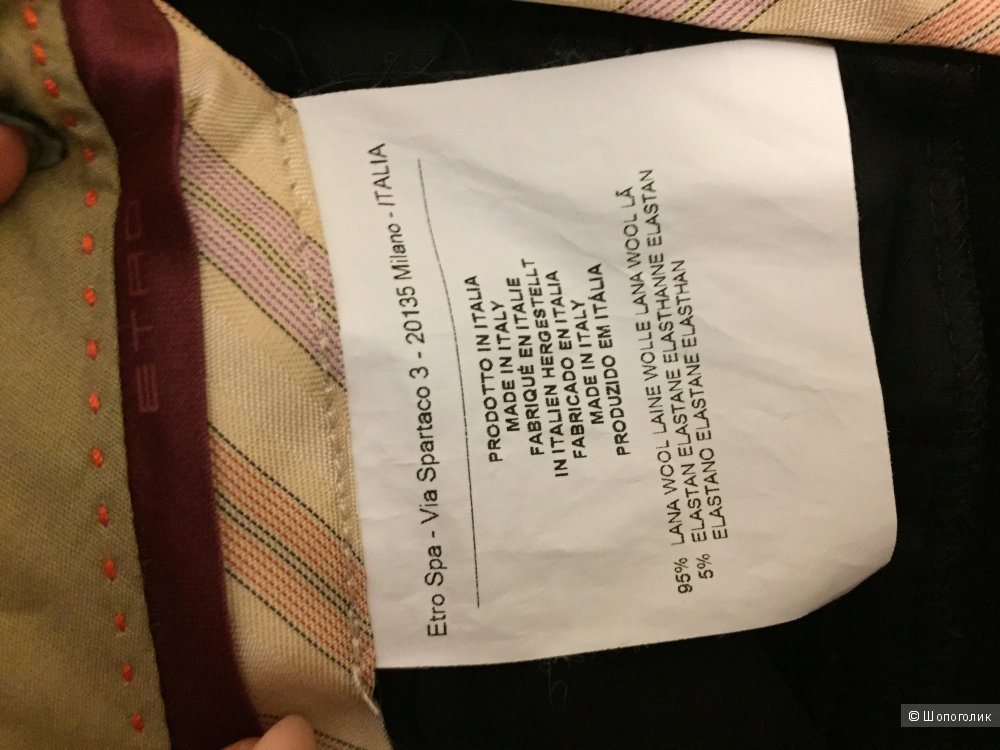 ETRO
Etro Spa - Via Spartaco 3 - 20135 Milano - ITALIA
PRODOTTO IN ITALIA
MADE IN ITALY
FABRIQUÉ EN ITALIE
IN ITALIEN HERGESTELLT
FABRICADO EN ITALIA
MADE IN ITALY
PRODUZIDO EM ITÁLIA
95% LANA WOOL LAINE WOLLE LANA WOOL LÃ
5% ELASTAN ELASTANE ELASTHANNE ELASTAN
ELASTANO ELASTANE ELASTHAN
© Шопоголик